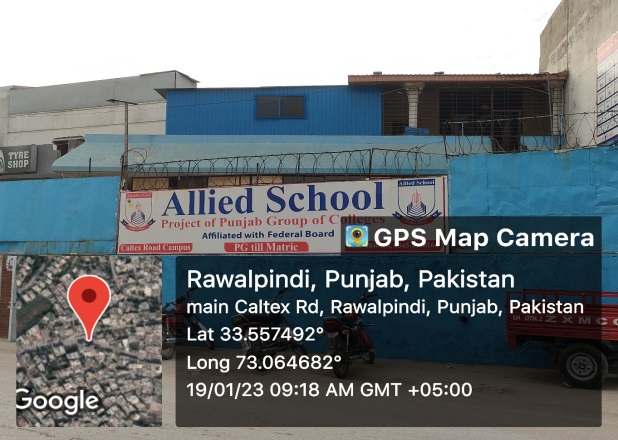 TYRE
SHOP
Allied School
Allied School
Project of Punjab Group of Colleges
Affiliated with Federal Board
Caltex Road Campus
PG till Matric
GPS Map Camera
Rawalpindi, Punjab, Pakistan
main Caltex Rd, Rawalpindi, Punjab, Pakistan
Lat 33.557492°
Long 73.064682°
19/01/23 09:18 AM GMT +05:00
Google
ZXMC